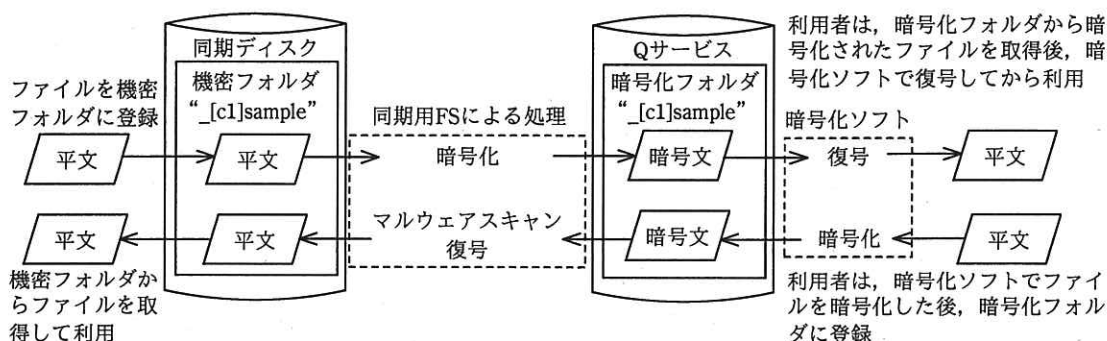 同期ディスク
機密フォルダ
“_[c1]sample”
ファイルを機密
フォルダに登録
平文
平文
平文
平文
機密フォルダか
らファイルを取
得して利用
同期用FSによる処理
暗号化
マルウェアスキャン
復号
Qサービス
暗号化フォルダ
“_[c1]sample”
暗号文
暗号文
利用者は，暗号化フォルダから暗
号化されたファイルを取得後，暗
号化ソフトで復号してから利用
暗号化ソフト
復号
平文
暗号化
平文
利用者は，暗号化ソフトでファイ
ルを暗号化した後，暗号化フォル
ダに登録